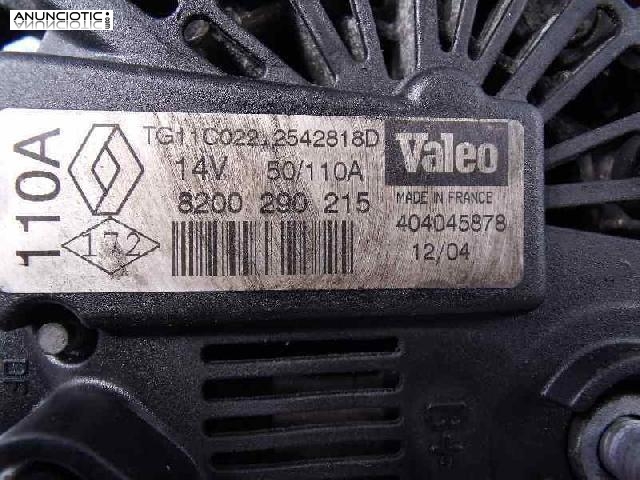 ANUNCIOTIC
110A
TG11C022 2542818D
14V 50/110A
8200 290 215
172
Valeo
MADE IN FRANCE
404045878
12/04
B+